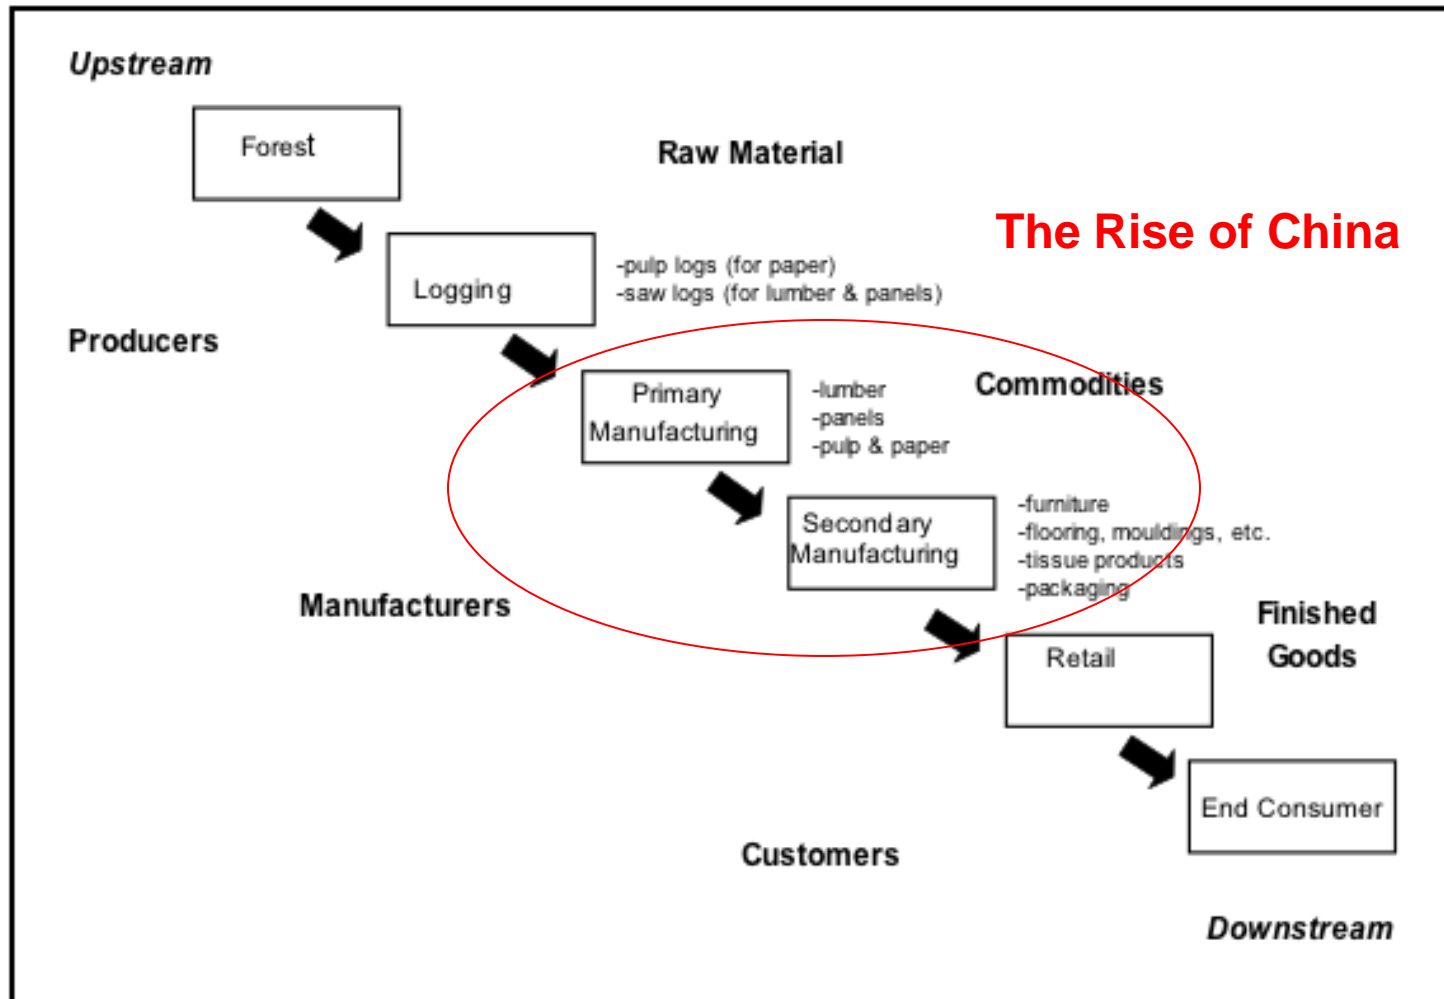 Upstream
Forest
Raw Material
The Rise of China
Logging
-pulp logs (for paper)
-saw logs (for lumber & panels)
Producers
Primary
Manufacturing
-lumber
-panels
-pulp & paper
Commodities
Secondary
Manufacturing
-furniture
-flooring, mouldings, etc.
-tissue products
-packaging
Manufacturers
Finished
Goods
Retail
End Consumer
Customers
Downstream